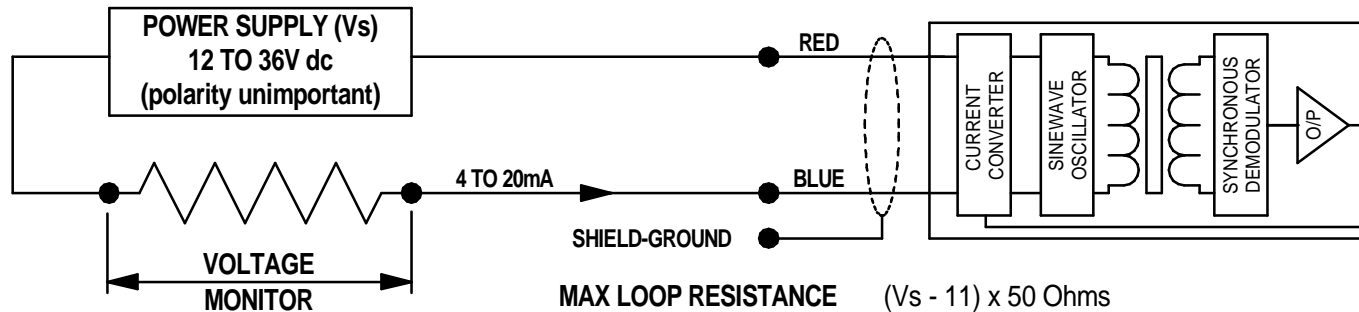 POWER SUPPLY (Vs)
12 TO 36V dc
(polarity unimportant)
RED
CURRENT
CONVERTER
SINEWAVE
OSCILLATOR
SYNCHRONOUS
DEMODULATOR
O/P
4 TO 20mA
BLUE
SHIELD-GROUND
VOLTAGE
MONITOR
MAX LOOP RESISTANCE (Vs - 11) x 50 Ohms